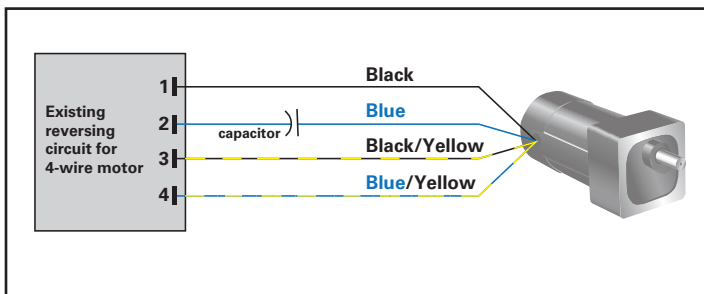 Existing
reversing
circuit for
4-wire motor
1
Black
2
capacitor
Blue
3
Black/Yellow
4
Blue/Yellow